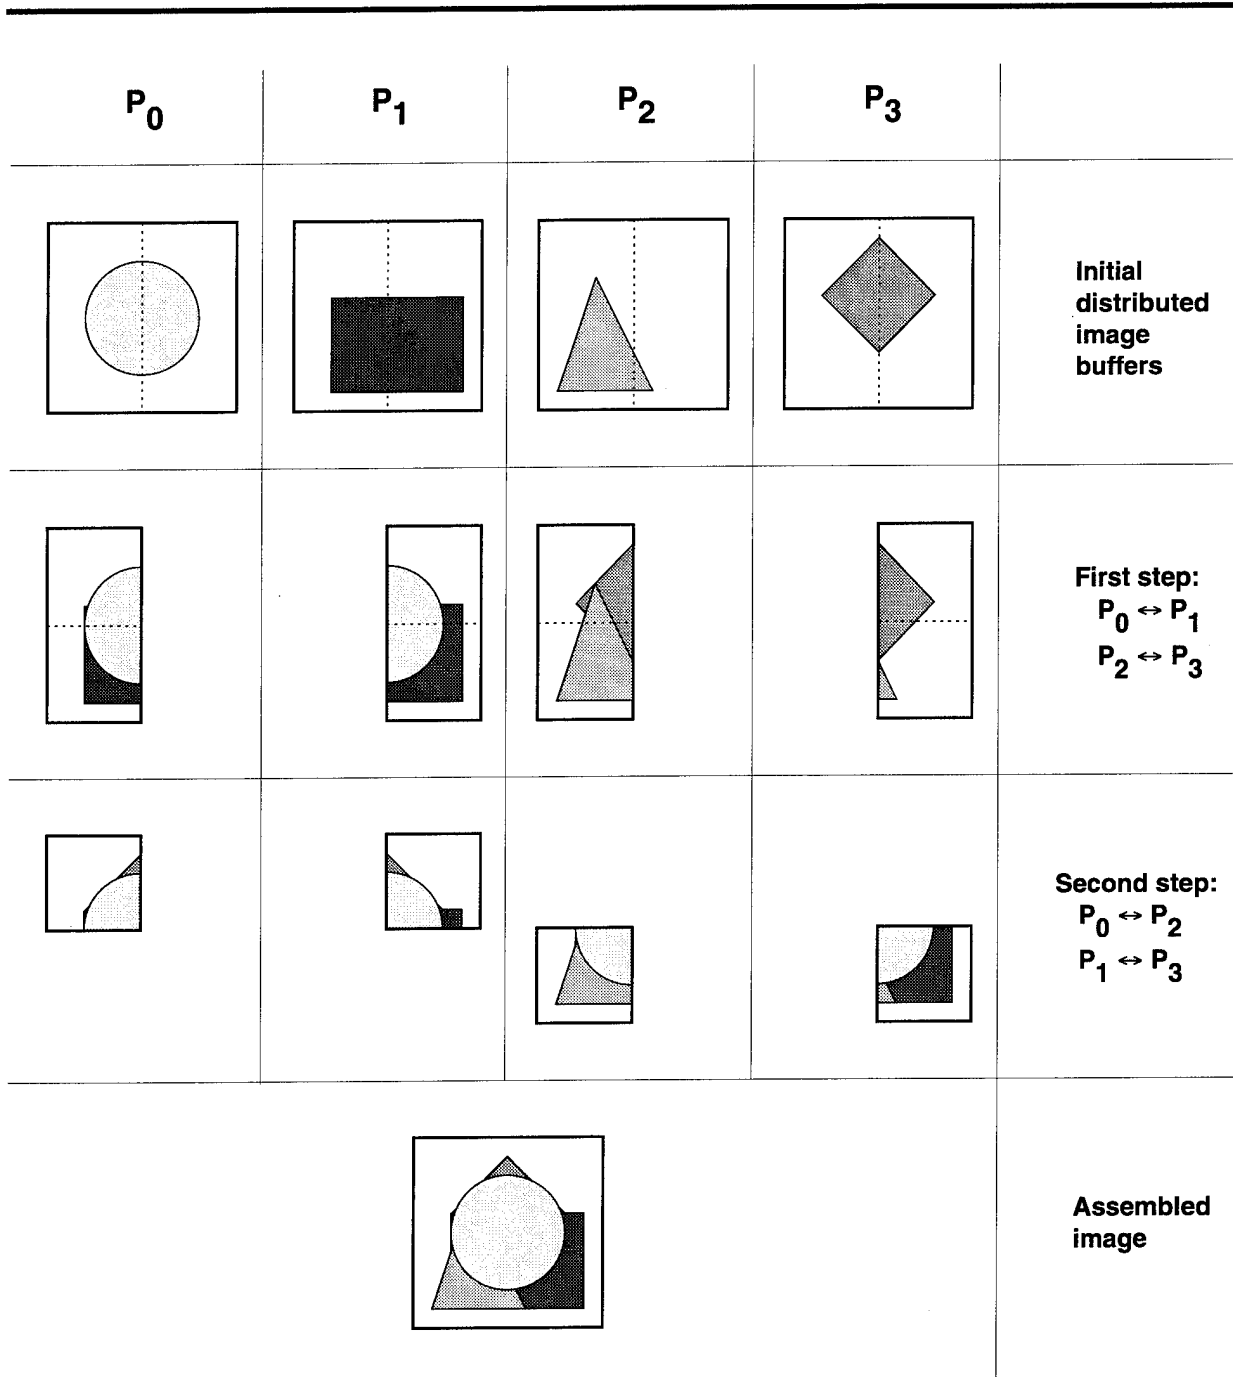 P0 P1 P2 P3
Initial
distributed
image
buffers
First step:
P0 ⇔ P1
P2 ⇔ P3
Second step:
P0 ⇔ P2
P1 ⇔ P3
Assembled
image